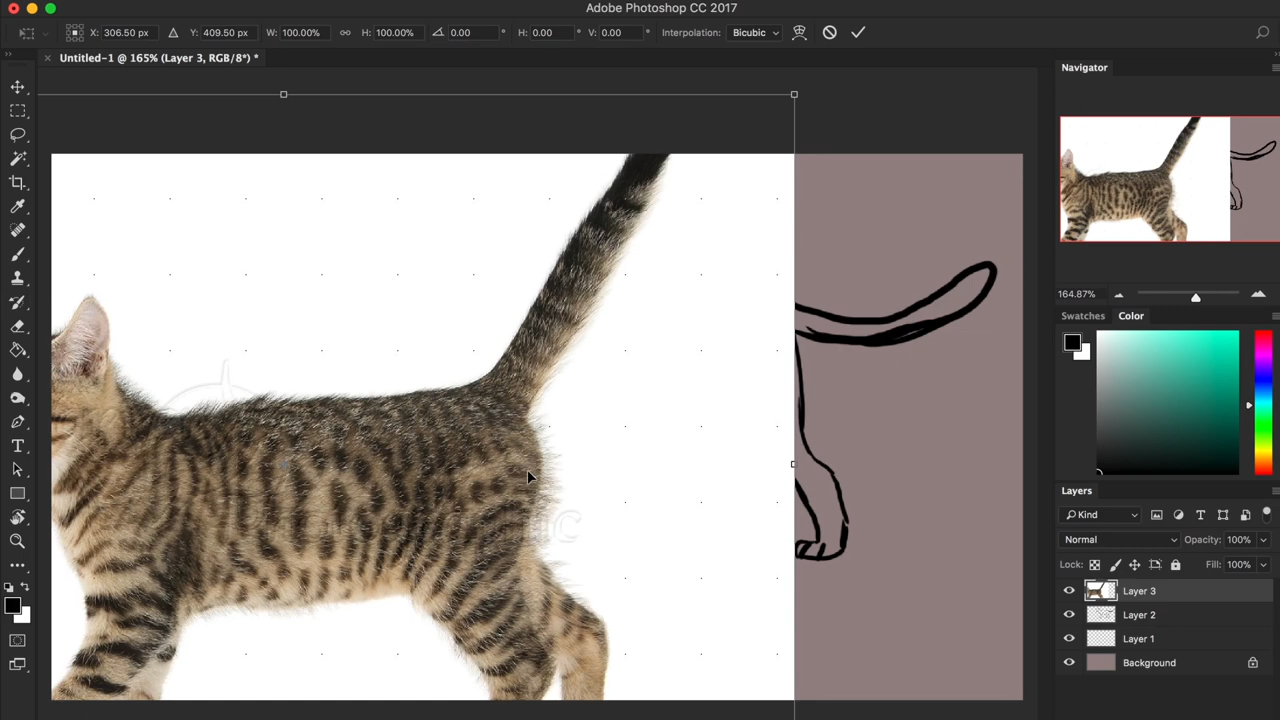 Adobe Photoshop CC 2017
X: 306.50 px Y: 409.50 px W: 100.00% H: 100.00% 0.00 ° H: 0.00 ° V: 0.00 ° Interpolation: Bicubic
Untitled-1 @ 165% (Layer 3, RGB/8*) *
Navigator
164.87%
Swatches Color
Layers
Kind
Normal Opacity: 100%
Lock: Fill: 100%
Layer 3
Layer 2
Layer 1
Background